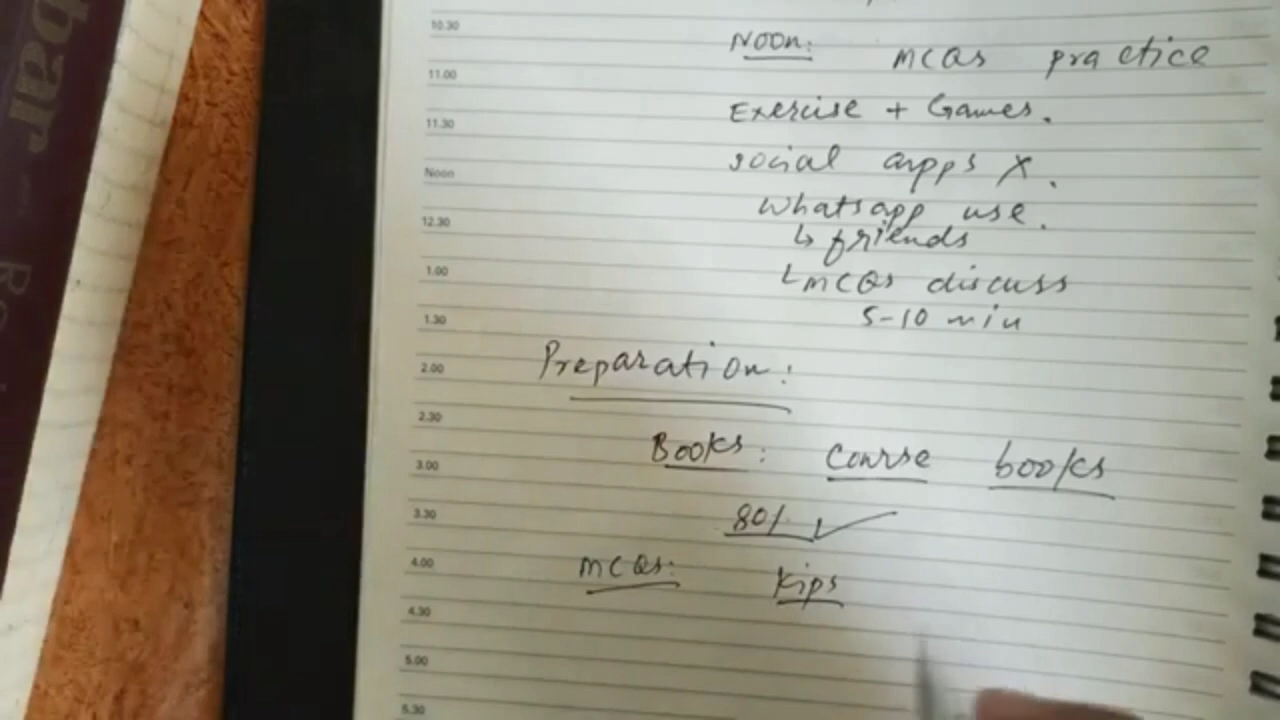 10.30
Noon: MCQs practice
11.00
Exercise + Games.
11.30
social apps X.
Noon
Whatsapp use.
12.30
↳ friends
1.00
↳ MCQs discuss
1.30
5-10 min
Preparation:
2.00
2.30
Books: Course books
3.00
3.30
80% ✓
4.00
MCQs: Kips
4.30
5.00
5.30
bar